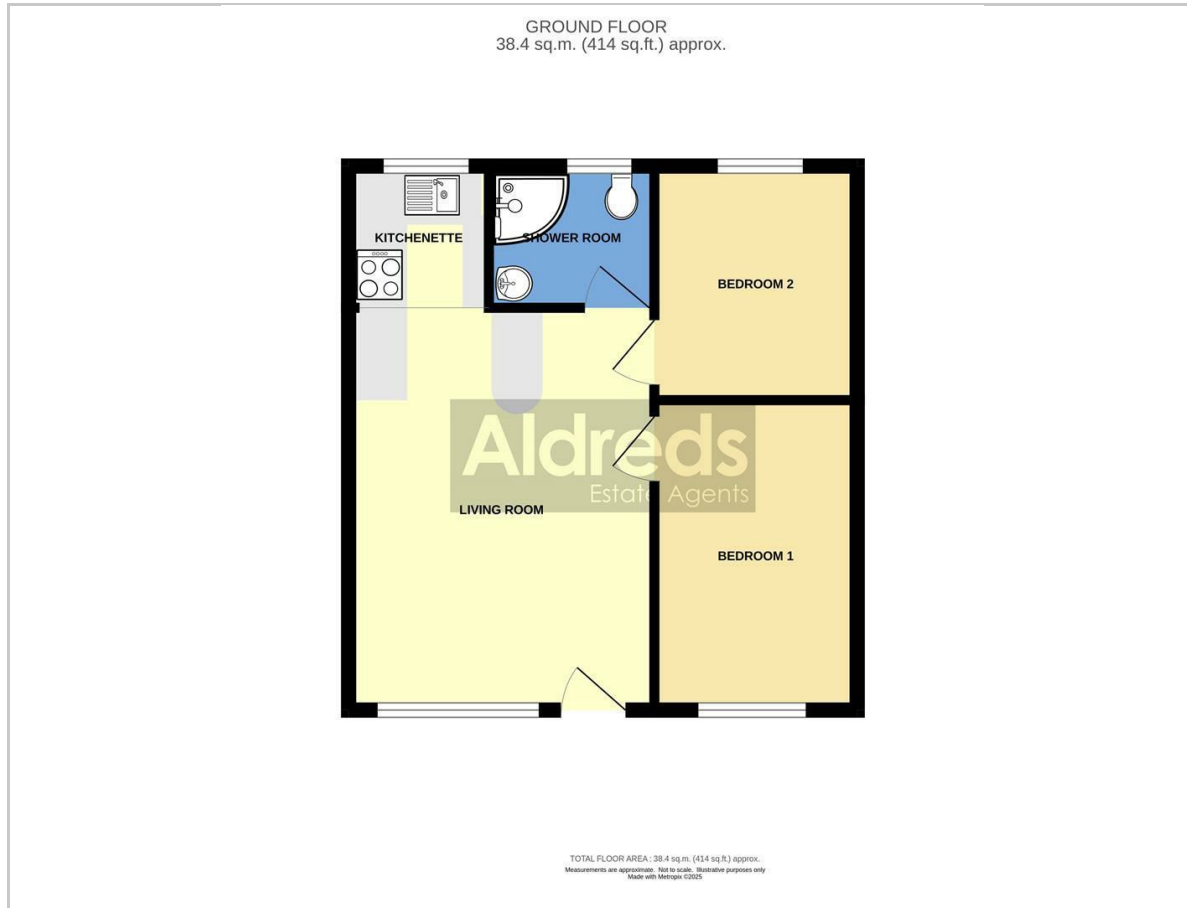 GROUND FLOOR
38.4 sq.m. (414 sq.ft.) approx.
KITCHENETTE
SHOWER ROOM
BEDROOM 2
Aldreds
Estate Agents
LIVING ROOM
BEDROOM 1
TOTAL FLOOR AREA : 38.4 sq.m. (414 sq.ft.) approx.
Measurements are approximate. Not to scale. Illustrative purposes only
Made with Metropix ©2025